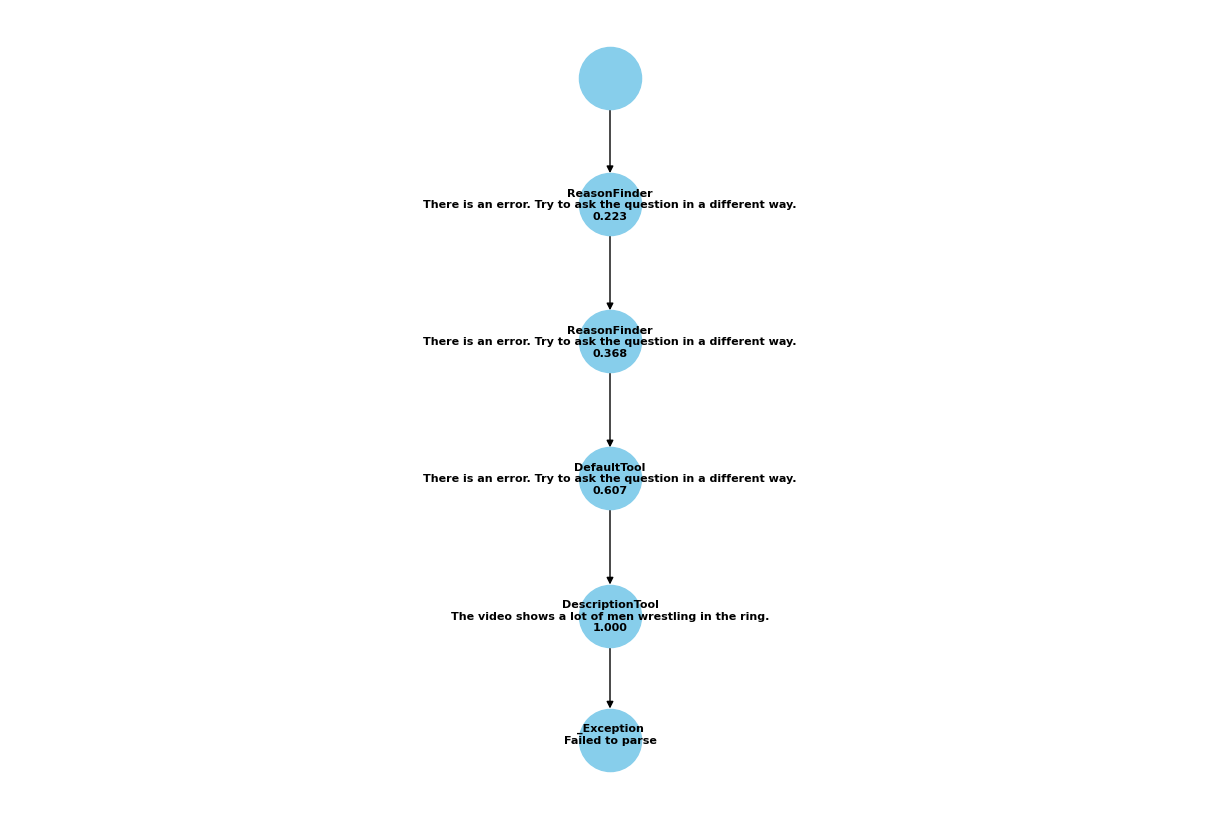 ReasonFinder
There is an error. Try to ask the question in a different way.
0.223
ReasonFinder
There is an error. Try to ask the question in a different way.
0.368
DefaultTool
There is an error. Try to ask the question in a different way.
0.607
DescriptionTool
The video shows a lot of men wrestling in the ring.
1.000
_Exception
Failed to parse